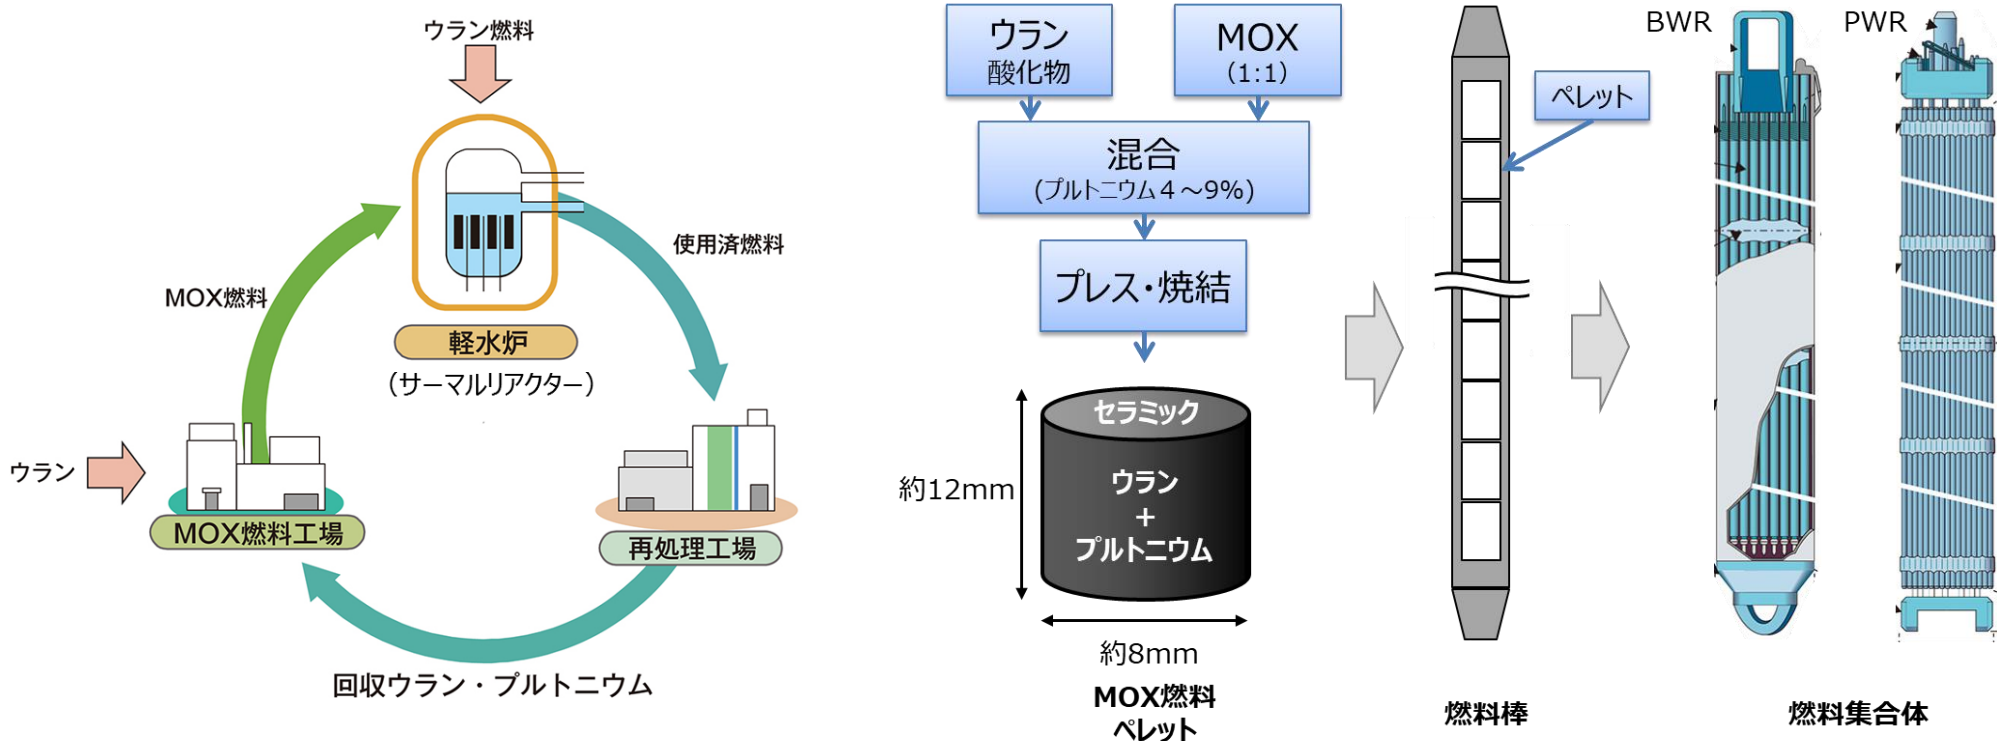 ウラン燃料
使用済燃料
MOX燃料
軽水炉
（サーマルリアクター）
ウラン
MOX燃料工場
再処理工場
回収ウラン・プルトニウム
ウラン
酸化物
MOX
（1:1）
混合
(プルトニウム４～9%)
プレス・焼結
セラミック
ウラン
+
プルトニウム
約12mm
約8mm
MOX燃料
ペレット
ペレット
燃料棒
BWR
PWR
燃料集合体